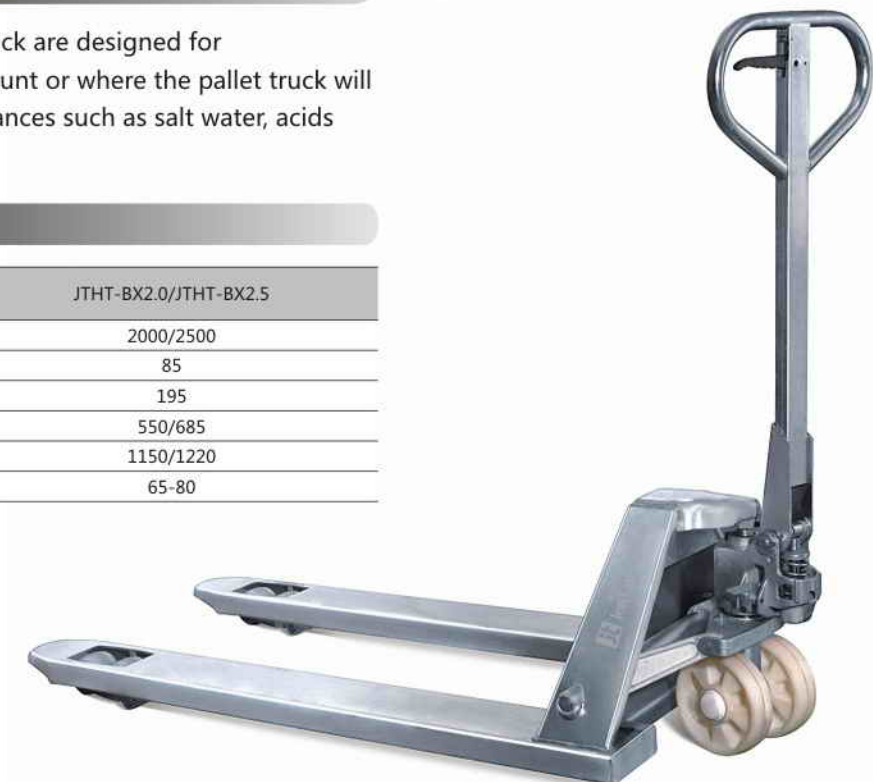 ck are designed for
unt or where the pallet truck will
ances such as salt water, acids
JTHT-BX2.0/JTHT-BX2.5
2000/2500
85
195
550/685
1150/1220
65-80